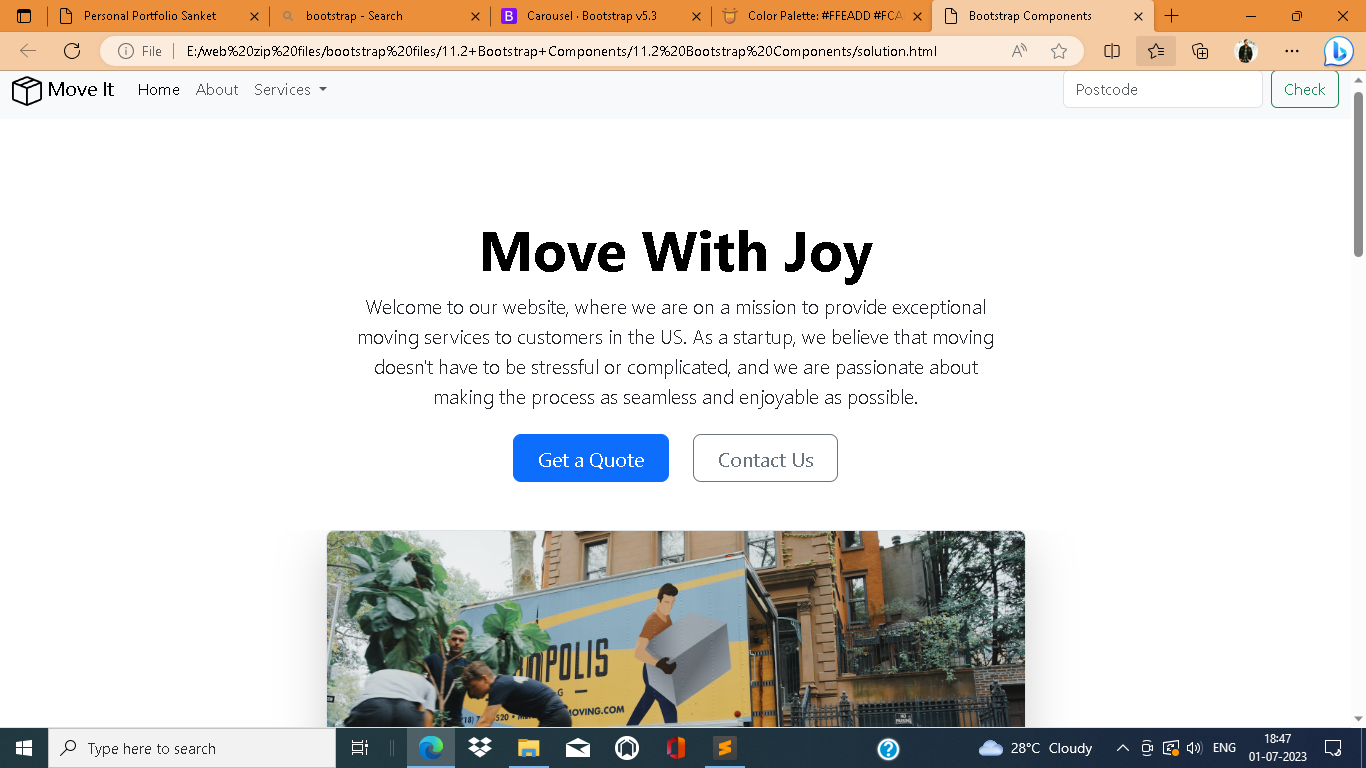 Personal Portfolio Sanket
bootstrap - Search
Carousel · Bootstrap v5.3
Color Palette: #FFEADD #FCA
Bootstrap Components
File
E:/web%20zip%20files/bootstrap%20files/11.2+Bootstrap+Components/11.2%20Bootstrap%20Components/solution.html
Move It
Home
About
Services
Postcode
Check
Move With Joy
Welcome to our website, where we are on a mission to provide exceptional
moving services to customers in the US. As a startup, we believe that moving
doesn't have to be stressful or complicated, and we are passionate about
making the process as seamless and enjoyable as possible.
Get a Quote
Contact Us
OPOLIS
MOVING.COM
Type here to search
28°C Cloudy
ENG
18:47
01-07-2023